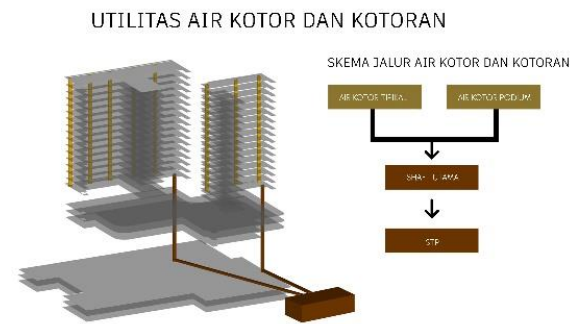 UTILITAS AIR KOTOR DAN KOTORAN
SKEMA JALUR AIR KOTOR DAN KOTORAN
AIR KOTOR TIPIKAL
AIR KOTOR PODIUM
SHAFT UTAMA
STP